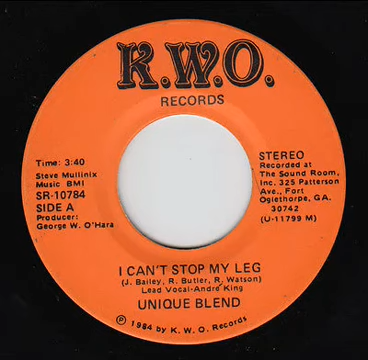 K.W.O.
RECORDS
Time: 3:40
Steve Mullinix
Music BMI
SR-10784
SIDE A
Producer:
George W. O'Hara
STEREO
Recorded at
The Sound Room,
Inc. 325 Patterson
Ave., Fort
Oglethorpe, GA.
30742
(U-11799 M)
I CAN'T STOP MY LEG
(J. Bailey, R. Butler, R. Watson)
Lead Vocal-Andre King
UNIQUE BLEND
Ⓟ 1984 by K. W. O. Records